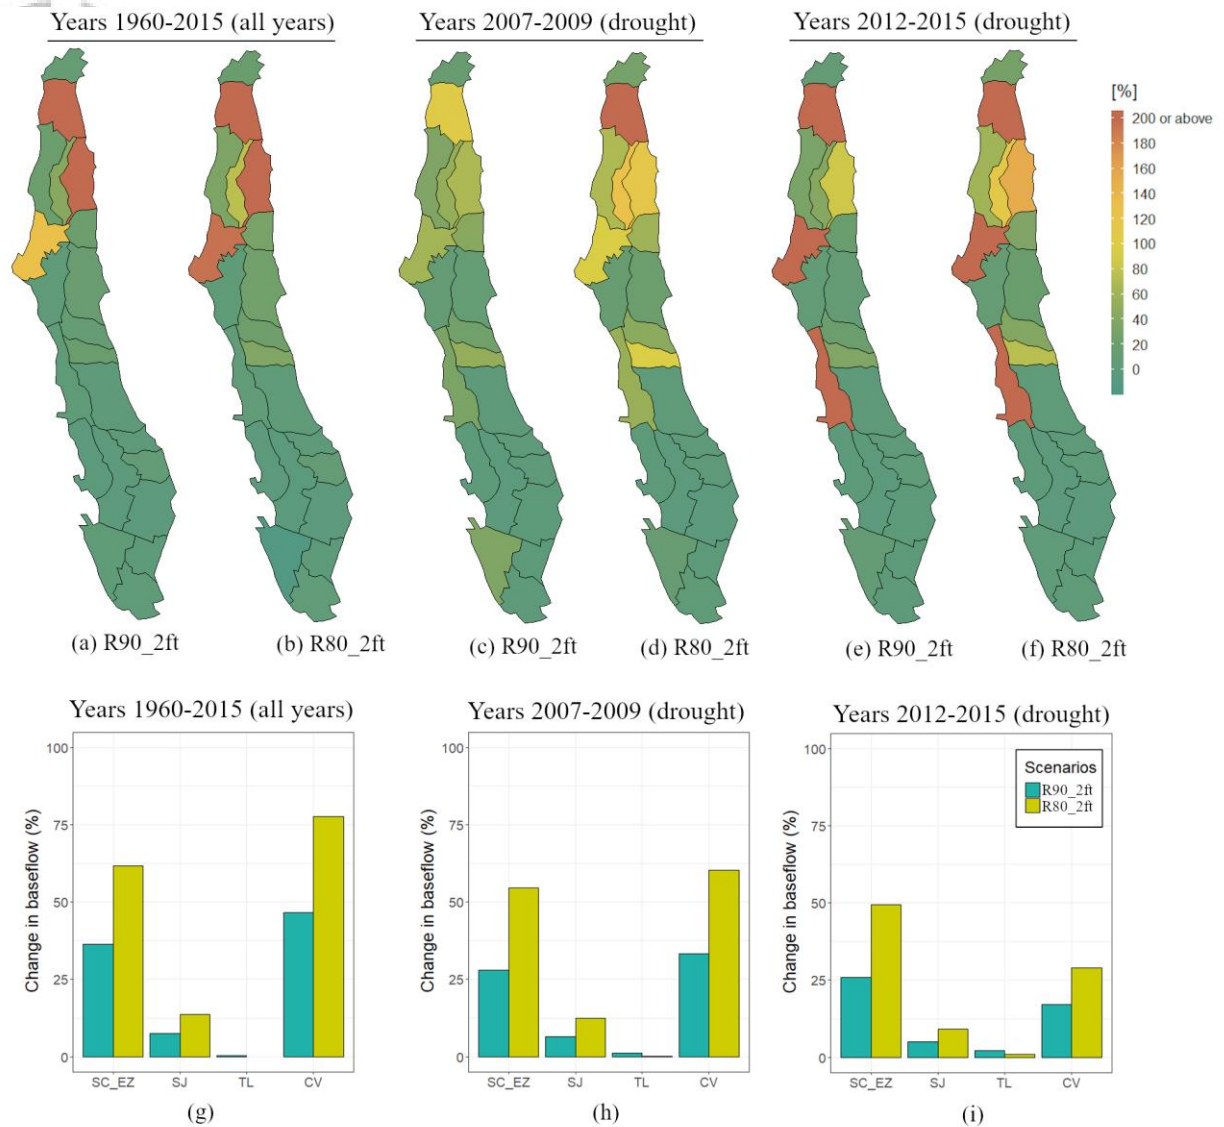 Years 1960-2015 (all years)
Years 2007-2009 (drought)
Years 2012-2015 (drought)
[%]
200 or above
180
160
140
120
100
80
60
40
20
0
(a) R90_2ft
(b) R80_2ft
(c) R90_2ft
(d) R80_2ft
(e) R90_2ft
(f) R80_2ft
Years 1960-2015 (all years)
Change in baseflow (%)
100
75
50
25
0
SC_EZ
SJ
TL
CV
(g)
Years 2007-2009 (drought)
Change in baseflow (%)
100
75
50
25
0
SC_EZ
SJ
TL
CV
(h)
Years 2012-2015 (drought)
Change in baseflow (%)
100
75
50
25
0
Scenarios
R90_2ft
R80_2ft
SC_EZ
SJ
TL
CV
(i)